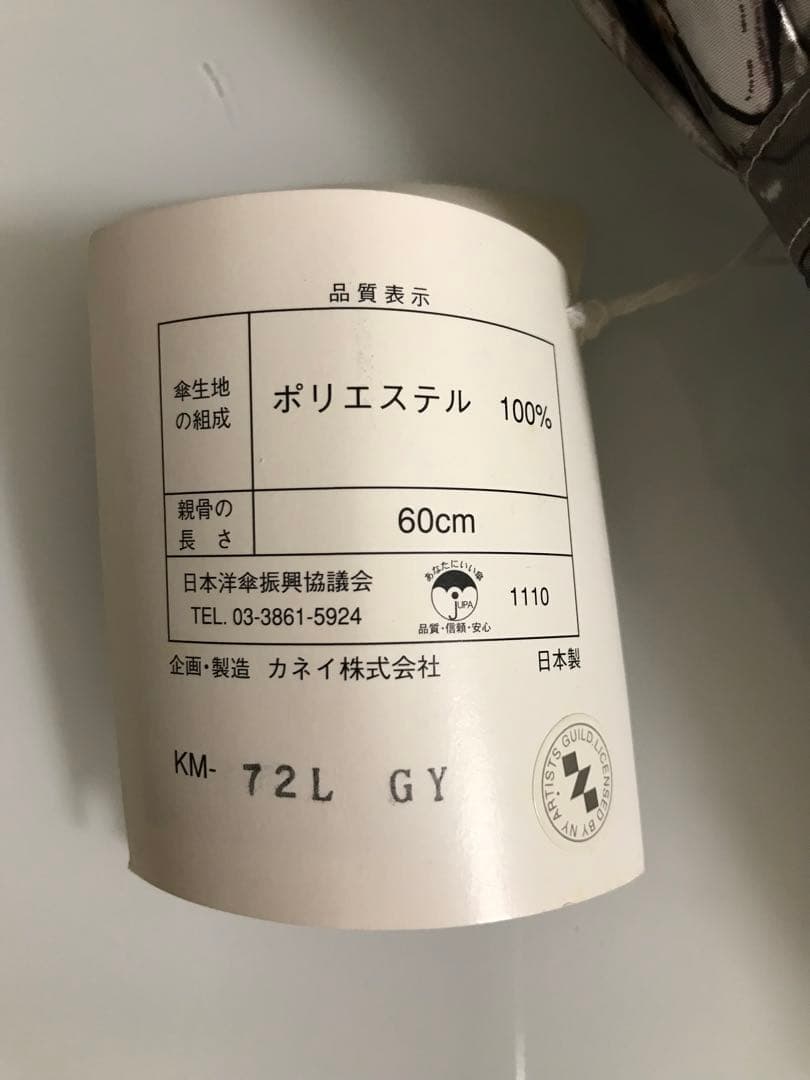 品質表示
傘生地
の組成
ポリエステル 100%
親骨の
長さ
60cm
日本洋傘振興協議会
TEL. 03-3861-5924
あなたにいい傘
JUPA
品質・信頼・安心
1110
企画・製造 カネイ株式会社
日本製
KM- 72L GY
NY ARTISTS GUILD. LICENSED BY